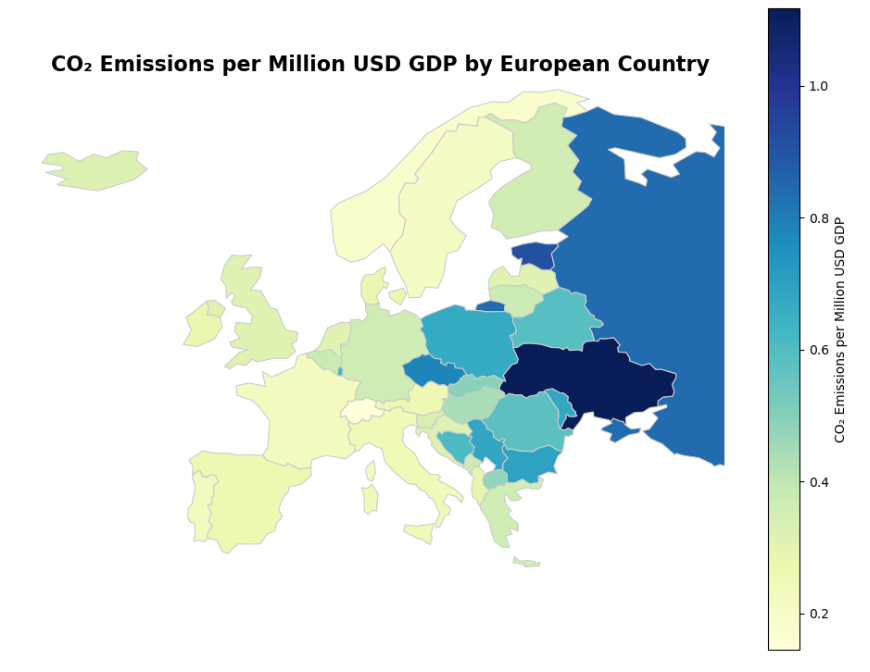 CO₂ Emissions per Million USD GDP by European Country
1.0
0.8
0.6
0.4
0.2
CO₂ Emissions per Million USD GDP